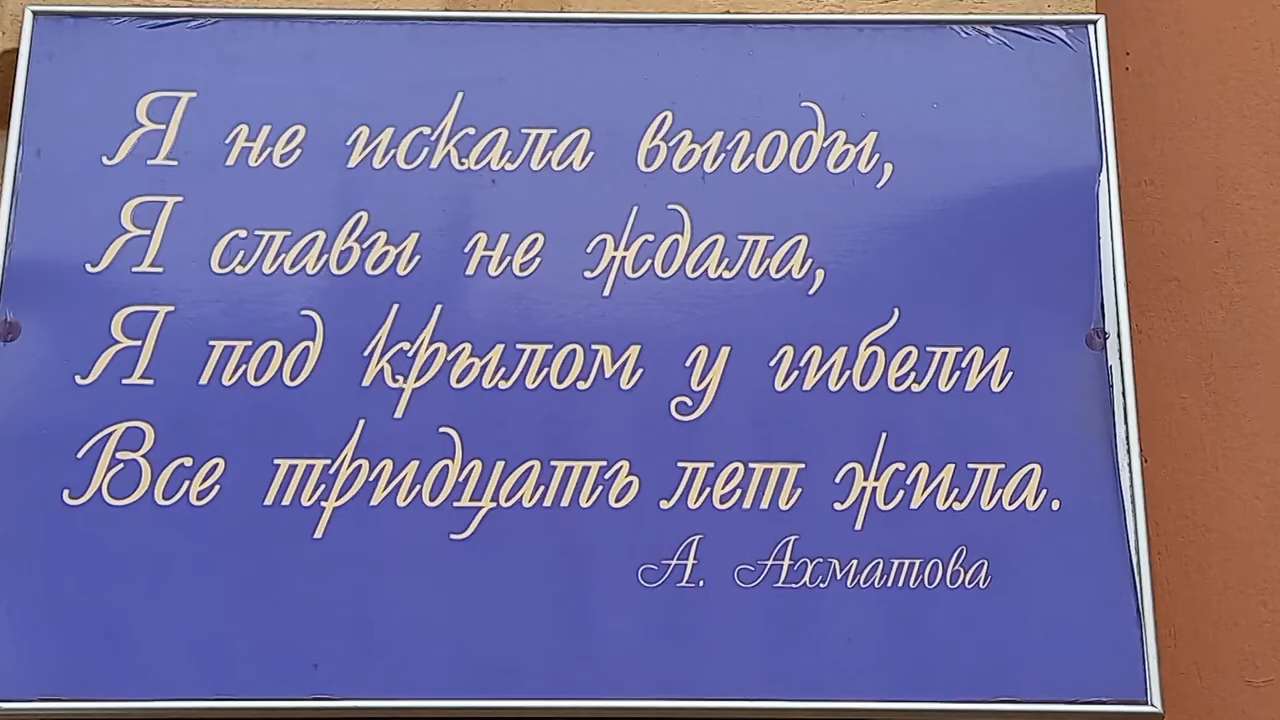 Я не искала выгоды,
Я славы не ждала,
Я под крылом у гибели
Все тридцать лет жила.
А. Ахматова